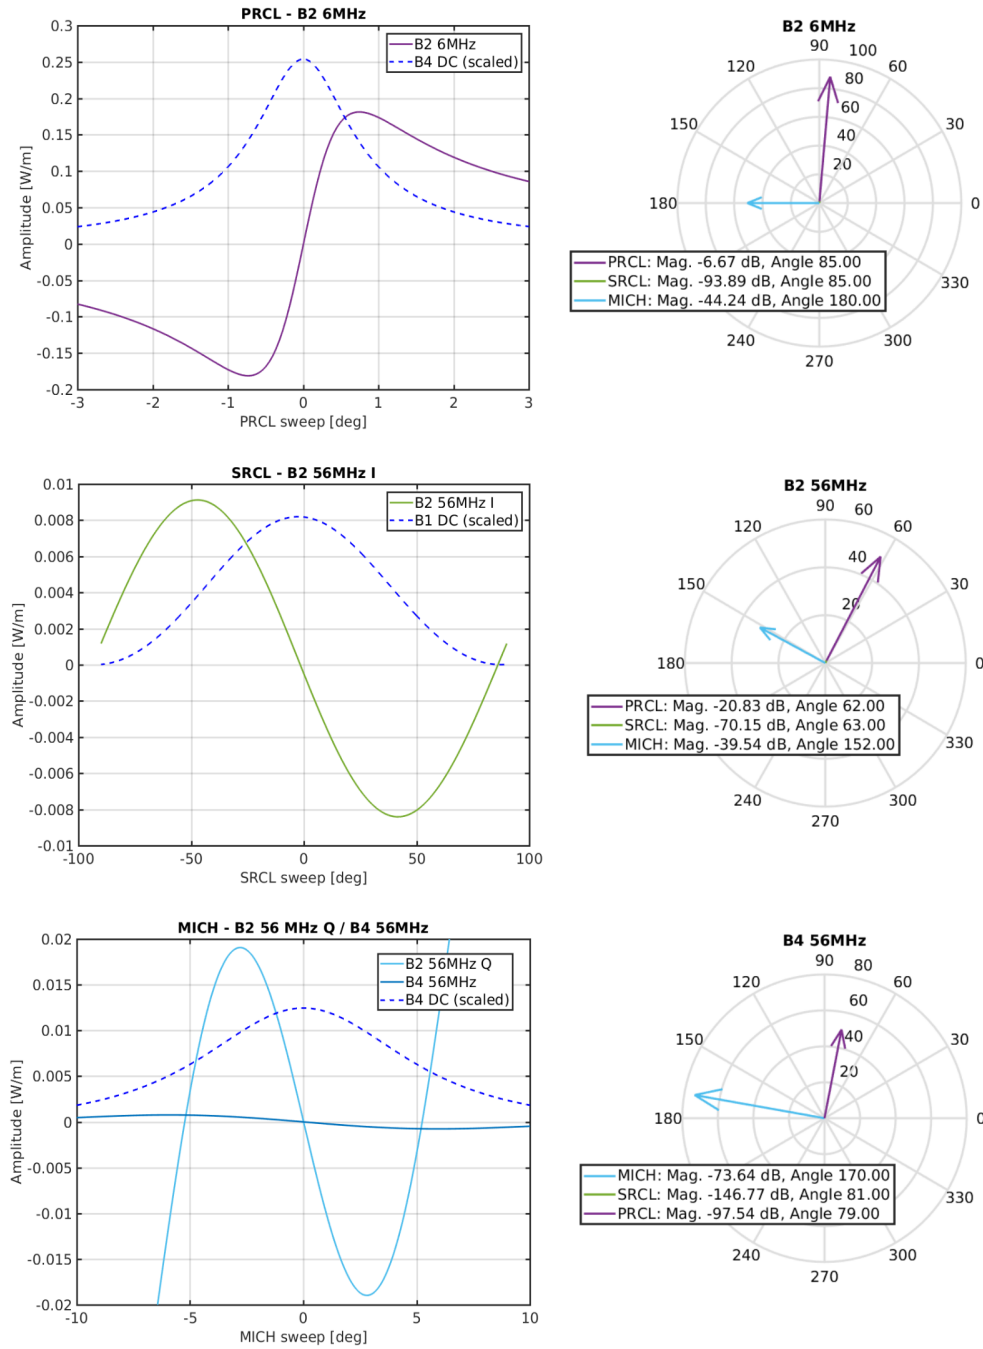 PRCL - B2 6MHz
B2 6MHz
B4 DC (scaled)
0.3
0.25
0.2
0.15
0.1
0.05
0
-0.05
-0.1
-0.15
-0.2
Amplitude [W/m]
-3 -2 -1 0 1 2 3
PRCL sweep [deg]
B2 6MHz
90 100
120 80 60
60
150 40 30
20
180 0
PRCL: Mag. -6.67 dB, Angle 85.00
SRCL: Mag. -93.89 dB, Angle 85.00
MICH: Mag. -44.24 dB, Angle 180.00
330
240 300
270
SRCL - B2 56MHz I
B2 56MHz I
B1 DC (scaled)
0.01
0.008
0.006
0.004
0.002
0
-0.002
-0.004
-0.006
-0.008
-0.01
Amplitude [W/m]
-100 -50 0 50 100
SRCL sweep [deg]
B2 56MHz
90 60
120 60
40
150 30
20
180 0
PRCL: Mag. -20.83 dB, Angle 62.00
SRCL: Mag. -70.15 dB, Angle 63.00
MICH: Mag. -39.54 dB, Angle 152.00
330
240 300
270
MICH - B2 56 MHz Q / B4 56MHz
B2 56MHz Q
B4 56MHz
B4 DC (scaled)
0.02
0.015
0.01
0.005
0
-0.005
-0.01
-0.015
-0.02
Amplitude [W/m]
-10 -5 0 5 10
MICH sweep [deg]
B4 56MHz
90 80
120 60 60
150 40 30
20
180 0
MICH: Mag. -73.64 dB, Angle 170.00
SRCL: Mag. -146.77 dB, Angle 81.00
PRCL: Mag. -97.54 dB, Angle 79.00
330
240 300
270